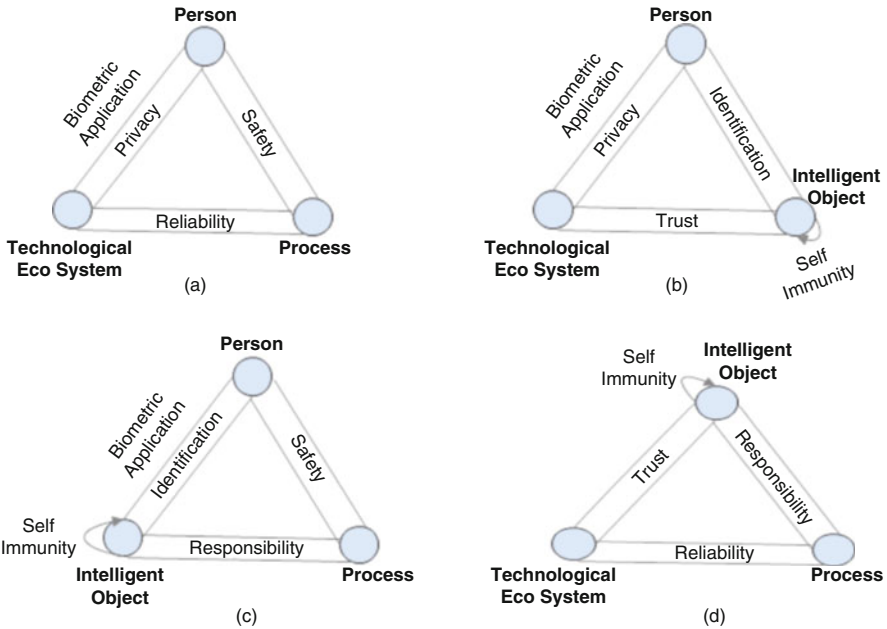 Person
Biometric
Application
Privacy
Safety
Reliability
Technological
Eco System
Process
(a)
Person
Biometric
Application
Privacy
Identification
Intelligent
Object
Trust
Technological
Eco System
Self
Immunity
(b)
Person
Biometric
Application
Identification
Safety
Self
Immunity
Responsibility
Intelligent
Object
Process
(c)
Self
Immunity
Intelligent
Object
Trust
Responsibility
Reliability
Technological
Eco System
Process
(d)